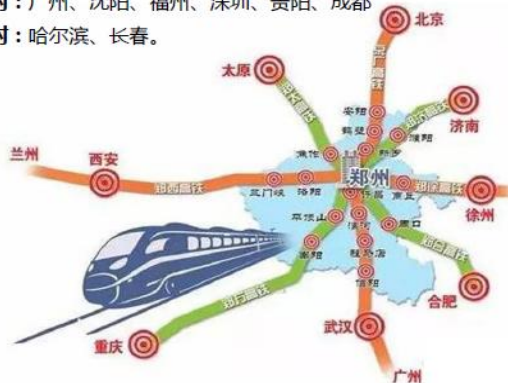 时：广州、沈阳、福州、深圳、贵阳、成都
时：哈尔滨、长春。
北京
太原
济南
兰州
西安
徐州
合肥
重庆
武汉
广州
郑州
京广高铁
郑太高铁
郑济高铁
郑西高铁
郑徐高铁
郑合高铁
郑万高铁
安阳
鹤壁
新乡
濮阳
焦作
三门峡
洛阳
许昌
商丘
平顶山
漯河
周口
南阳
驻马店
信阳